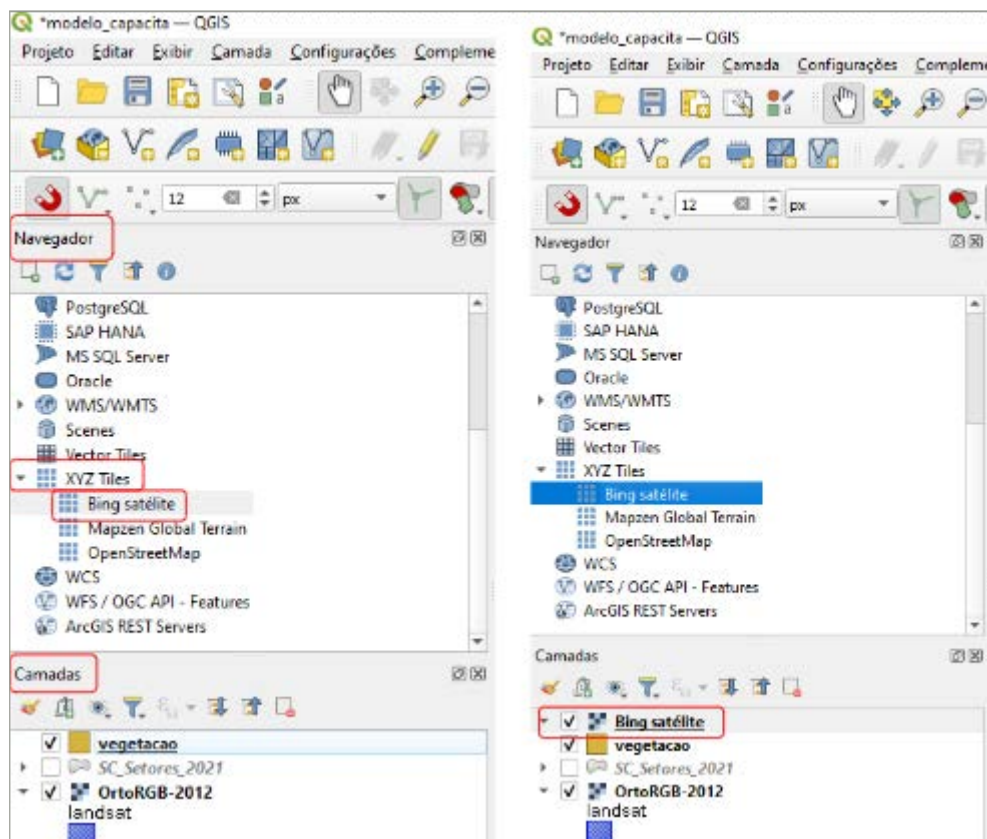 *modelo_capacita — QGIS
Projeto Editar Exibir Camada Configurações Compleme
12 px
Navegador
PostgreSQL
SAP HANA
MS SQL Server
Oracle
WMS/WMTS
Scenes
Vector Tiles
XYZ Tiles
Bing satélite
Mapzen Global Terrain
OpenStreetMap
WCS
WFS / OGC API - Features
ArcGIS REST Servers
Camadas
vegetacao
SC_Setores_2021
OrtoRGB-2012
landsat
*modelo_capacita — QGIS
Projeto Editar Exibir Camada Configurações Compleme
12 px
Navegador
PostgreSQL
SAP HANA
MS SQL Server
Oracle
WMS/WMTS
Scenes
Vector Tiles
XYZ Tiles
Bing satélite
Mapzen Global Terrain
OpenStreetMap
WCS
WFS / OGC API - Features
ArcGIS REST Servers
Camadas
Bing satélite
vegetacao
SC_Setores_2021
OrtoRGB-2012
landsat